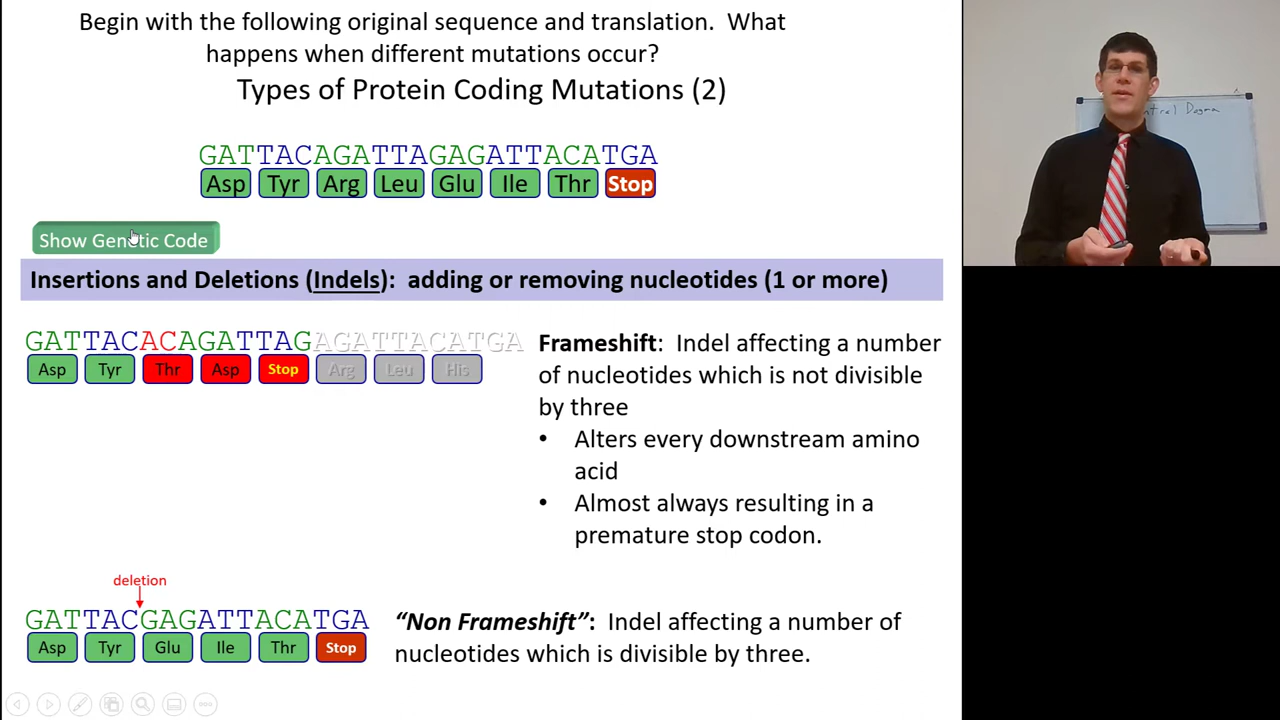 Begin with the following original sequence and translation.  What
happens when different mutations occur?
Types of Protein Coding Mutations (2)
GATTACAGATTAGAGATTACATGA
Asp Tyr Arg Leu Glu Ile Thr Stop
Show Genetic Code
Insertions and Deletions (Indels):  adding or removing nucleotides (1 or more)
GATTACACAGATTAGAGATTACATGA
Asp Tyr Thr Asp Stop Arg Leu His
Frameshift:  Indel affecting a number
of nucleotides which is not divisible
by three
• Alters every downstream amino
acid
• Almost always resulting in a
premature stop codon.
deletion
GATTACGAGATTACATGA
Asp Tyr Glu Ile Thr Stop
“Non Frameshift”:  Indel affecting a number of
nucleotides which is divisible by three.
Dogma